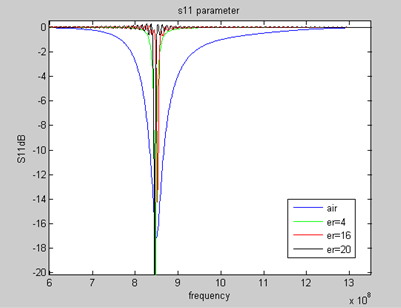 s11 parameter
0
-2
-4
-6
-8
-10
-12
-14
-16
-18
-20
S11dB
air
er=4
er=16
er=20
6 7 8 9 10 11 12 13
frequency
x 10^8